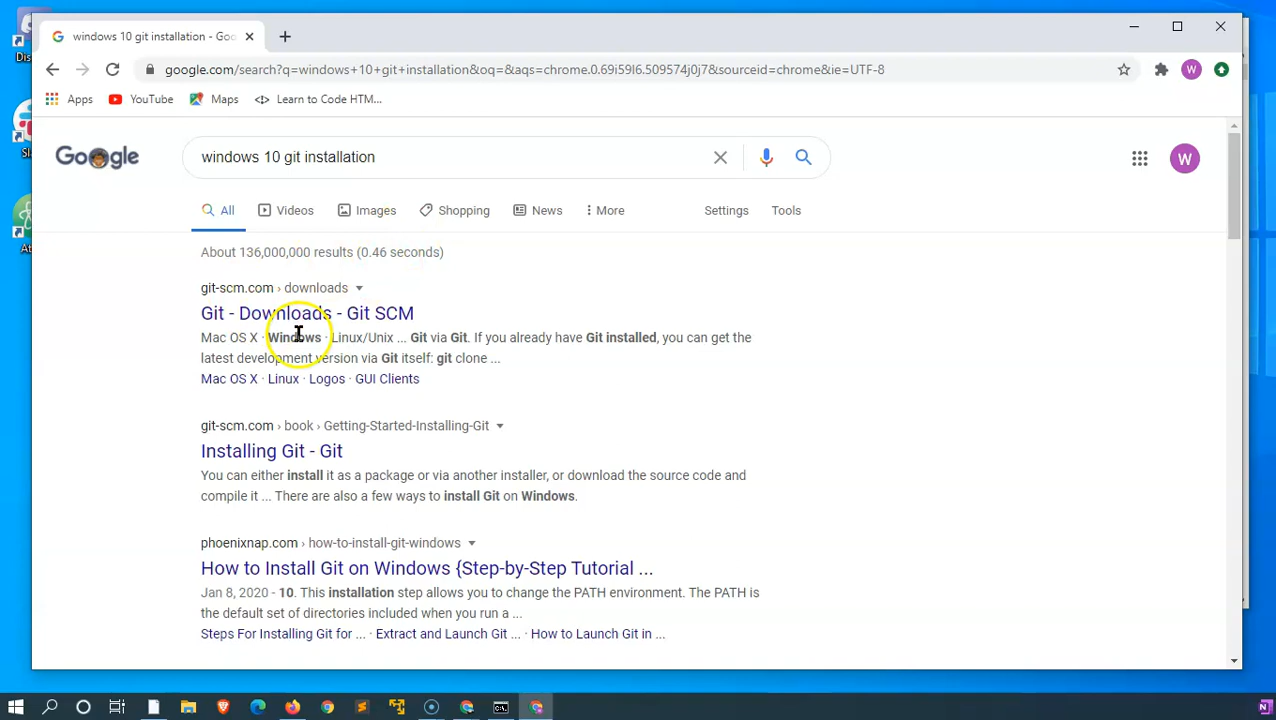 Dis
Sla
At
windows 10 git installation - Goo
google.com/search?q=windows+10+git+installation&oq=&aqs=chrome.0.69i59l6.509574j0j7&sourceid=chrome&ie=UTF-8
W
Apps YouTube Maps Learn to Code HTM...
Google
windows 10 git installation
W
All Videos Images Shopping News More Settings Tools
About 136,000,000 results (0.46 seconds)
git-scm.com › downloads
Git - Downloads - Git SCM
Mac OS X · Windows · Linux/Unix ... Git via Git. If you already have Git installed, you can get the
latest development version via Git itself: git clone ...
Mac OS X · Linux · Logos · GUI Clients
git-scm.com › book › Getting-Started-Installing-Git
Installing Git - Git
You can either install it as a package or via another installer, or download the source code and
compile it ... There are also a few ways to install Git on Windows.
phoenixnap.com › how-to-install-git-windows
How to Install Git on Windows {Step-by-Step Tutorial ...
Jan 8, 2020 - 10. This installation step allows you to change the PATH environment. The PATH is
the default set of directories included when you run a ...
Steps For Installing Git for ... · Extract and Launch Git ... · How to Launch Git in ...